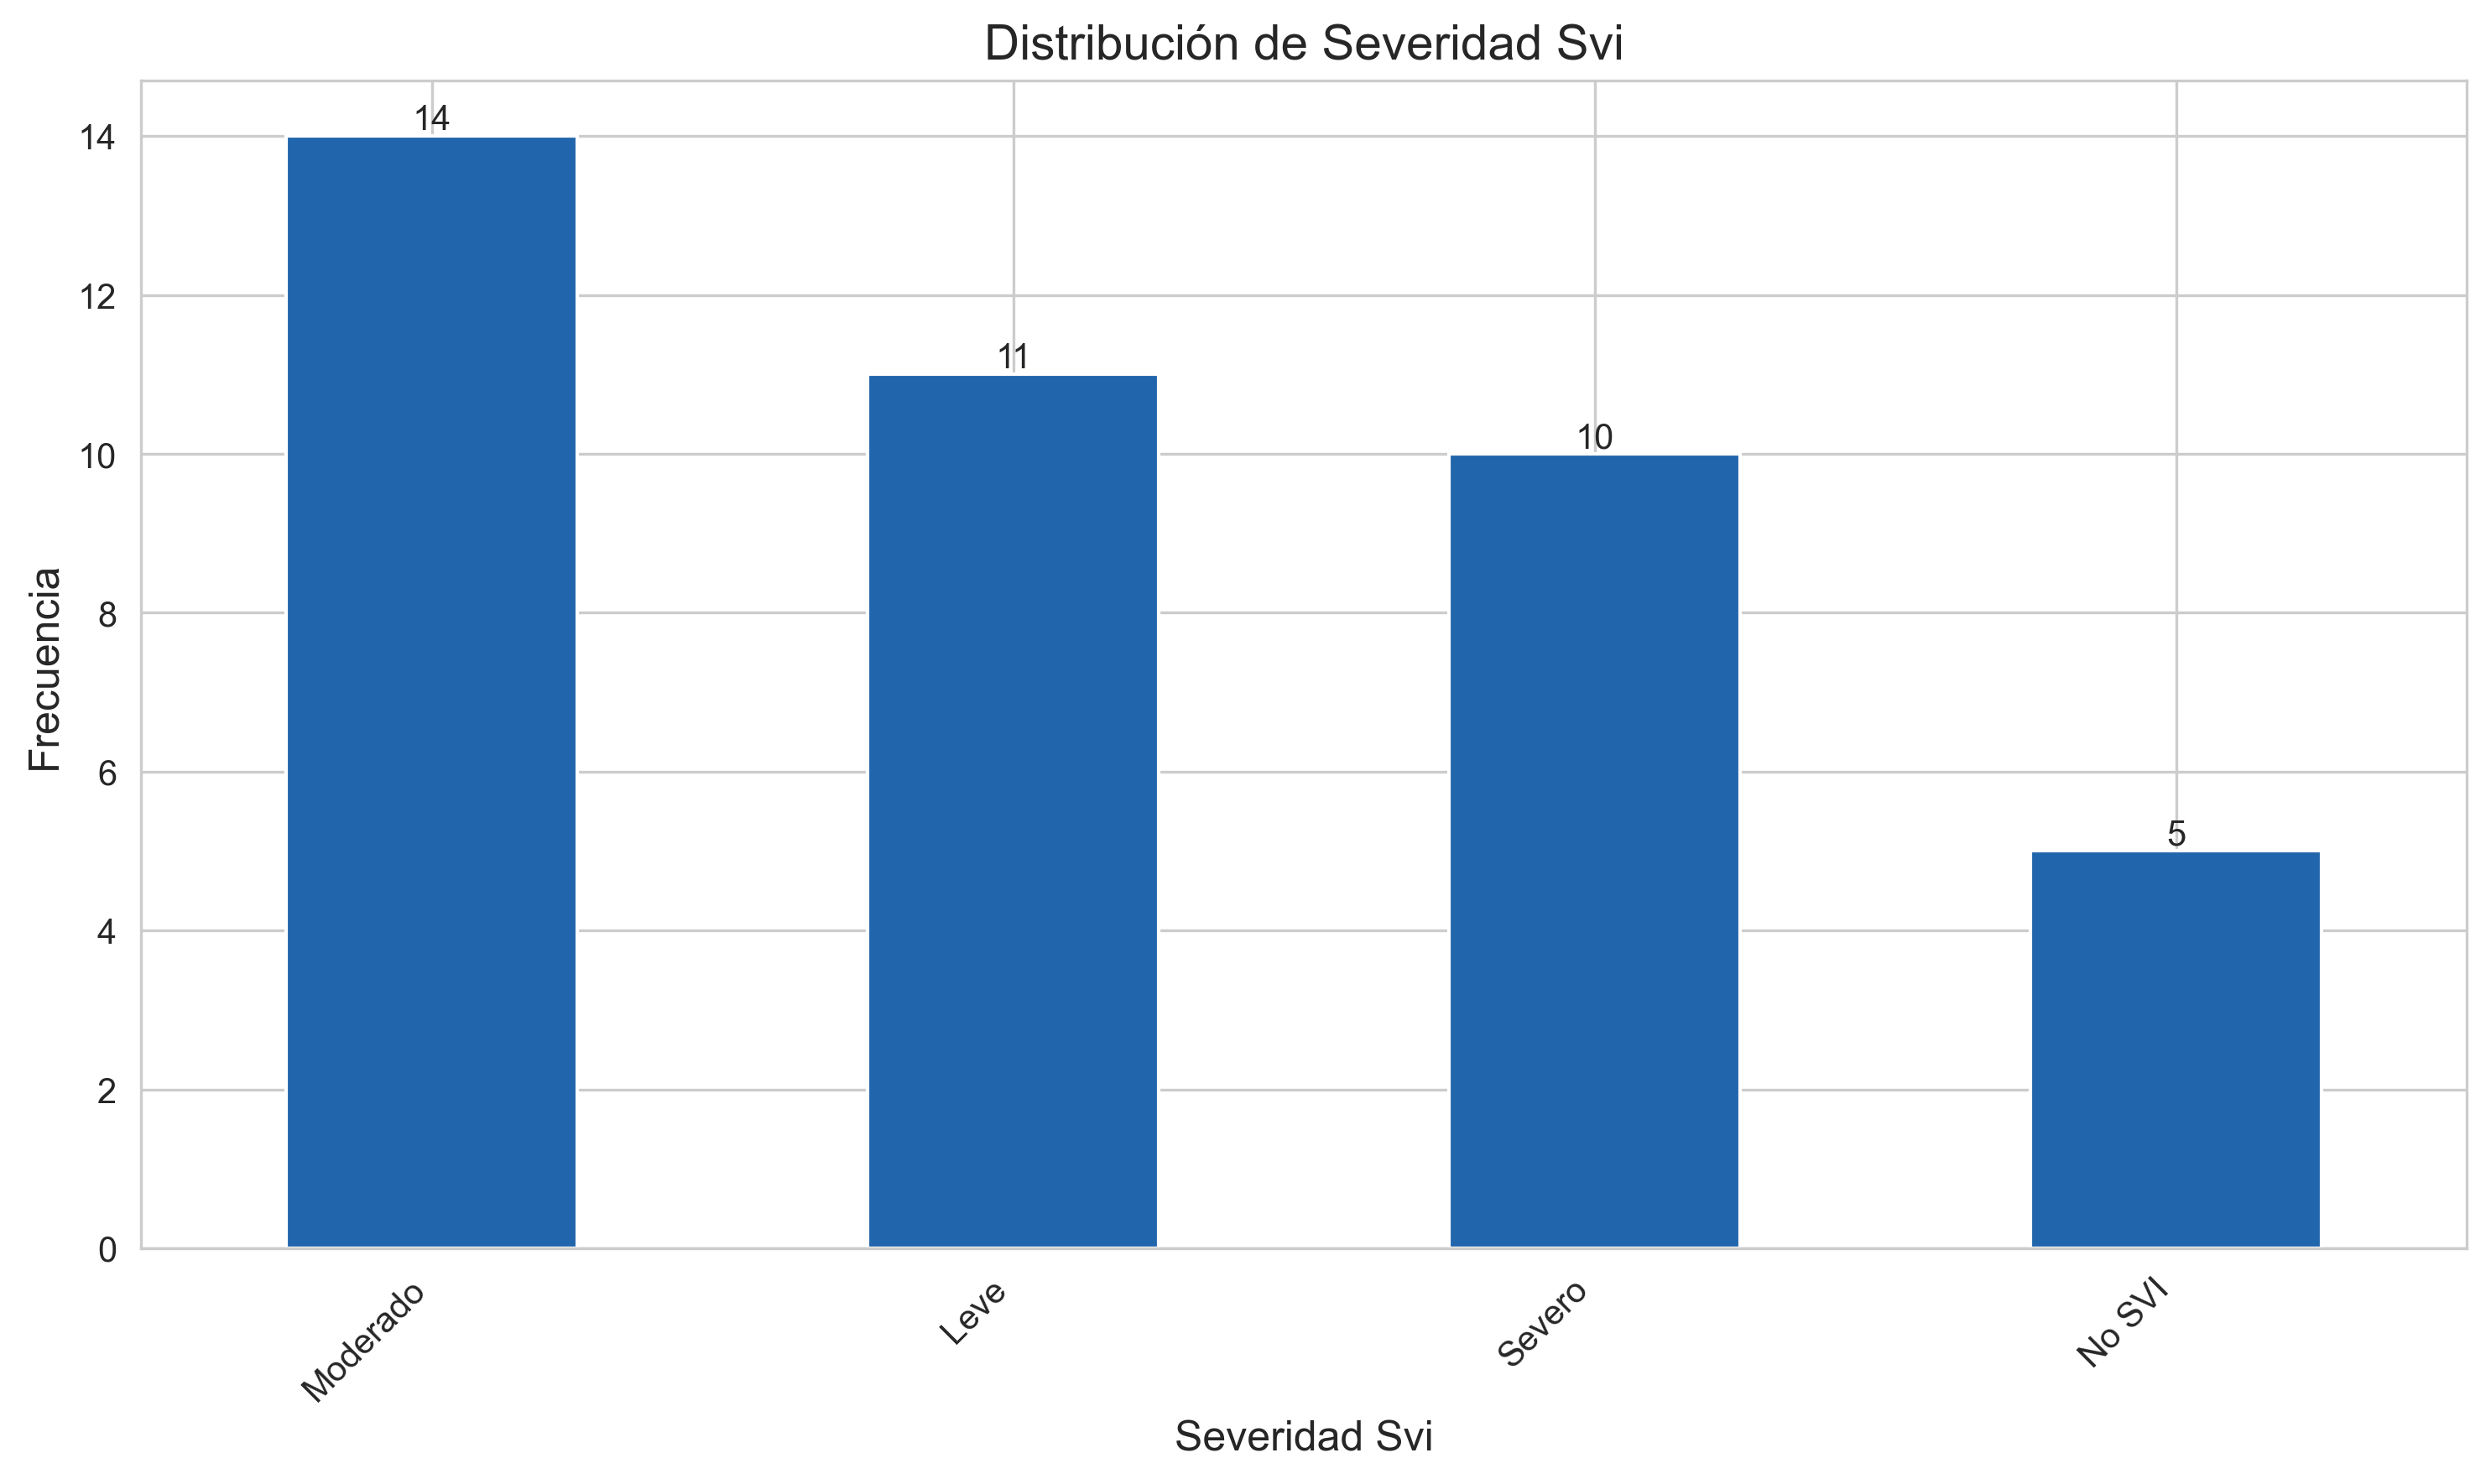 Distribución de Severidad Svi
14
12
10
8
6
4
2
0
Frecuencia
14
11
10
5
Moderado
Leve
Severo
No SVI
Severidad Svi